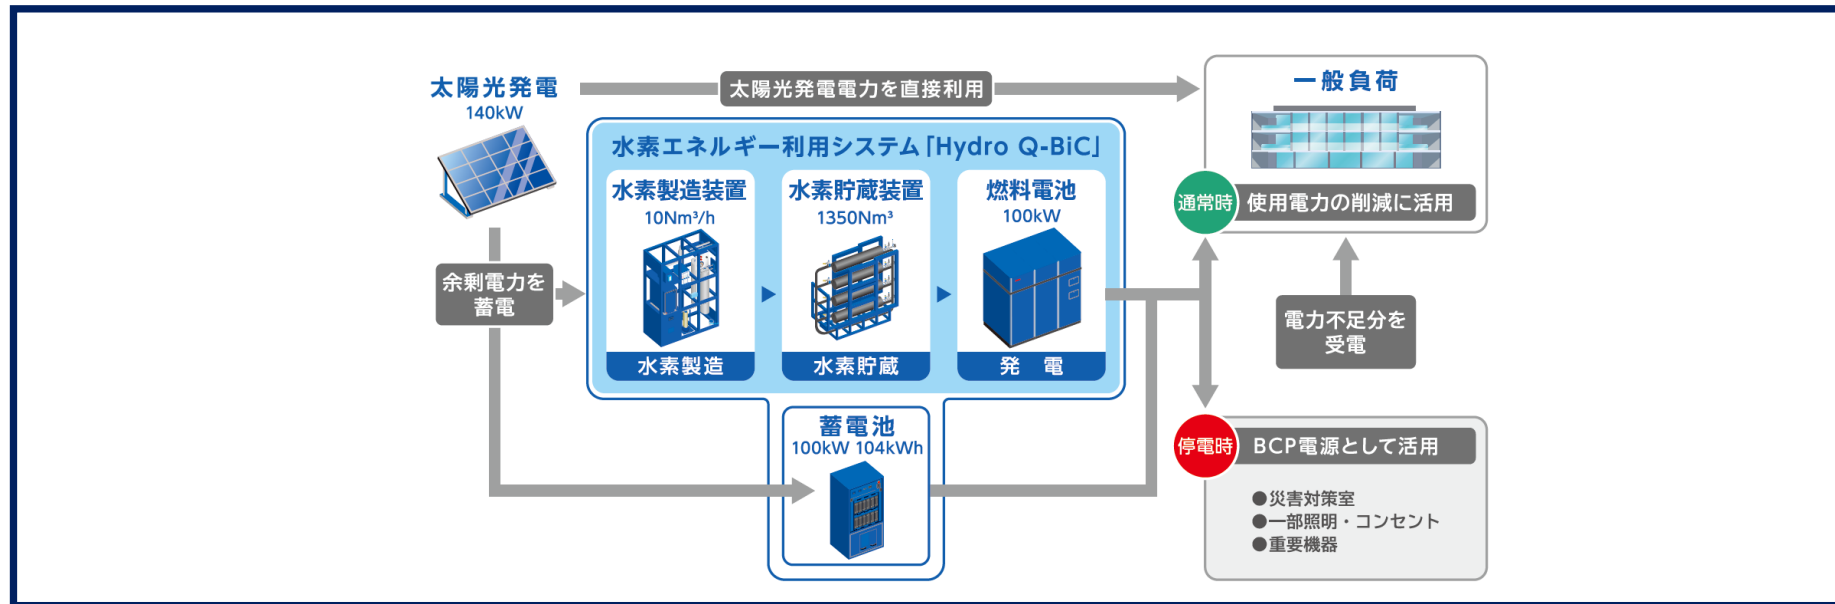 太陽光発電
140kW
太陽光発電電力を直接利用
一般負荷
水素エネルギー利用システム「Hydro Q-BiC」
水素製造装置
10Nm³/h
水素製造
水素貯蔵装置
1350Nm³
水素貯蔵
燃料電池
100kW
発 電
通常時
使用電力の削減に活用
余剰電力を
蓄電
電力不足分を
受電
蓄電池
100kW 104kWh
停電時
BCP電源として活用
●災害対策室
●一部照明・コンセント
●重要機器